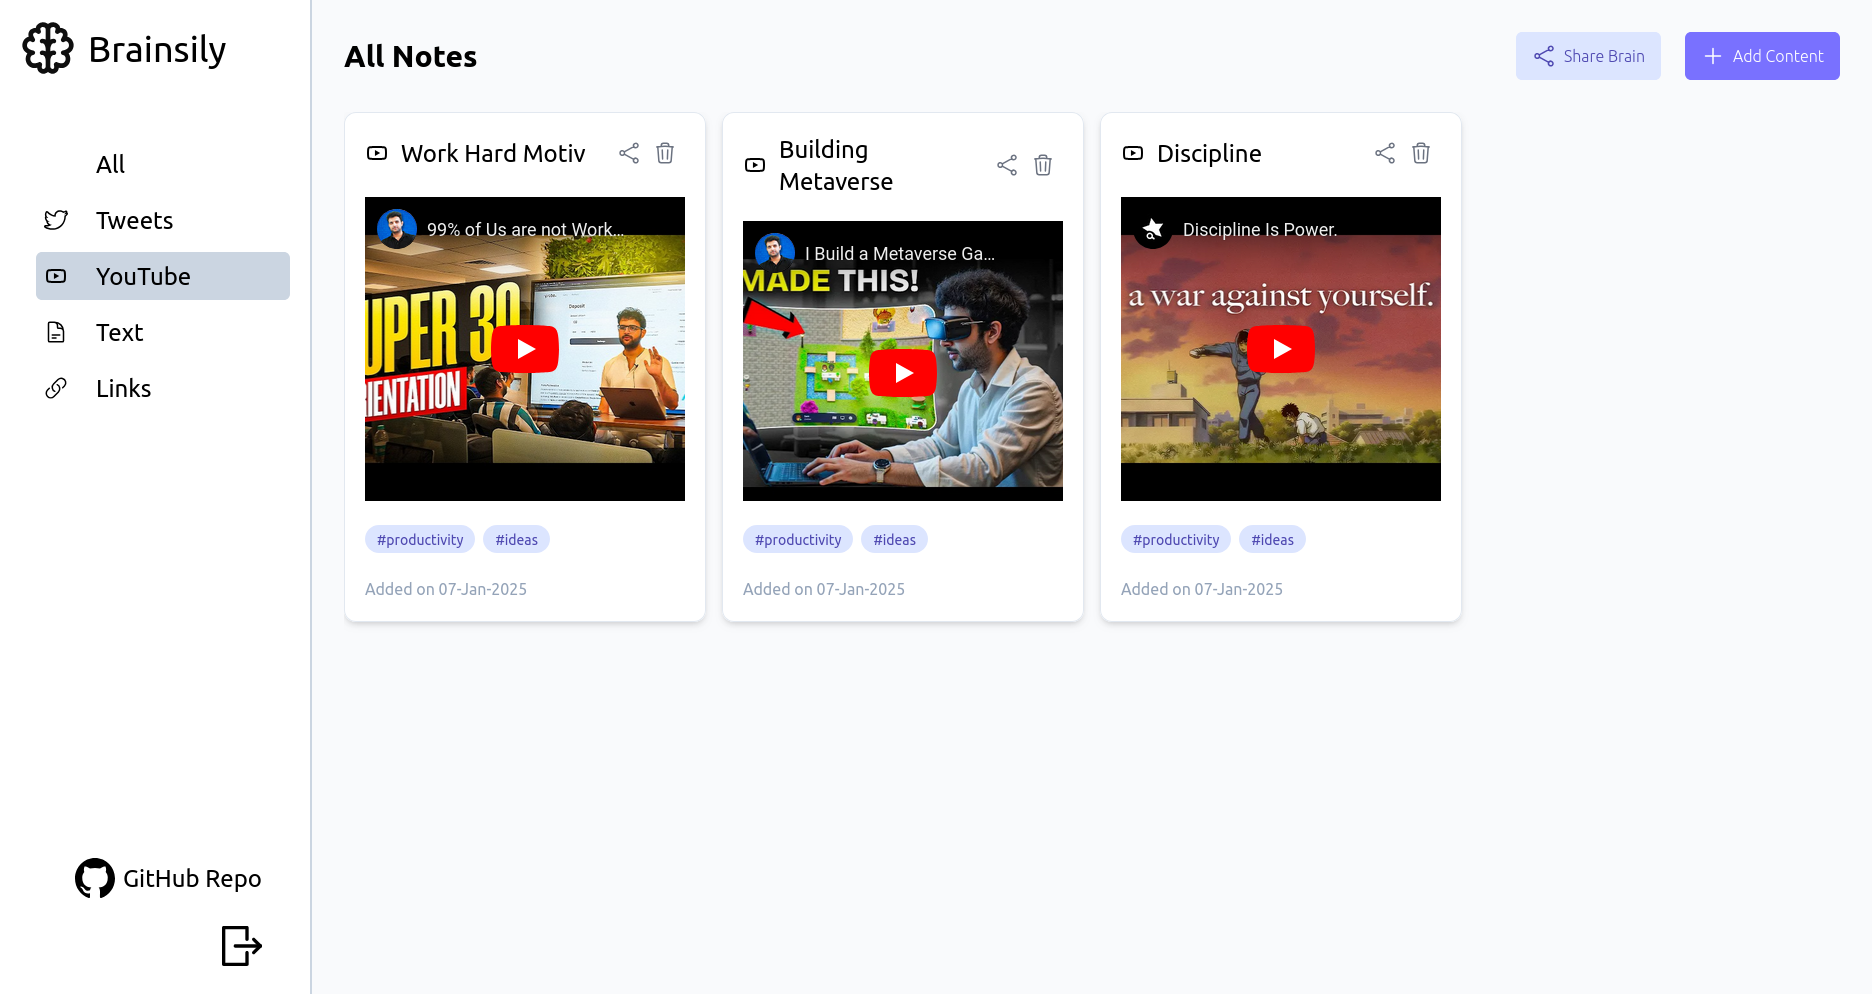 Brainsily
All
Tweets
YouTube
Text
Links
GitHub Repo
All Notes
Share Brain
Add Content
Work Hard Motiv
99% of Us are not Work...
UPER 30
IENTATION
#productivity #ideas
Added on 07-Jan-2025
Building
Metaverse
I Build a Metaverse Ga...
MADE THIS!
#productivity #ideas
Added on 07-Jan-2025
Discipline
Discipline Is Power.
a war against yourself.
#productivity #ideas
Added on 07-Jan-2025